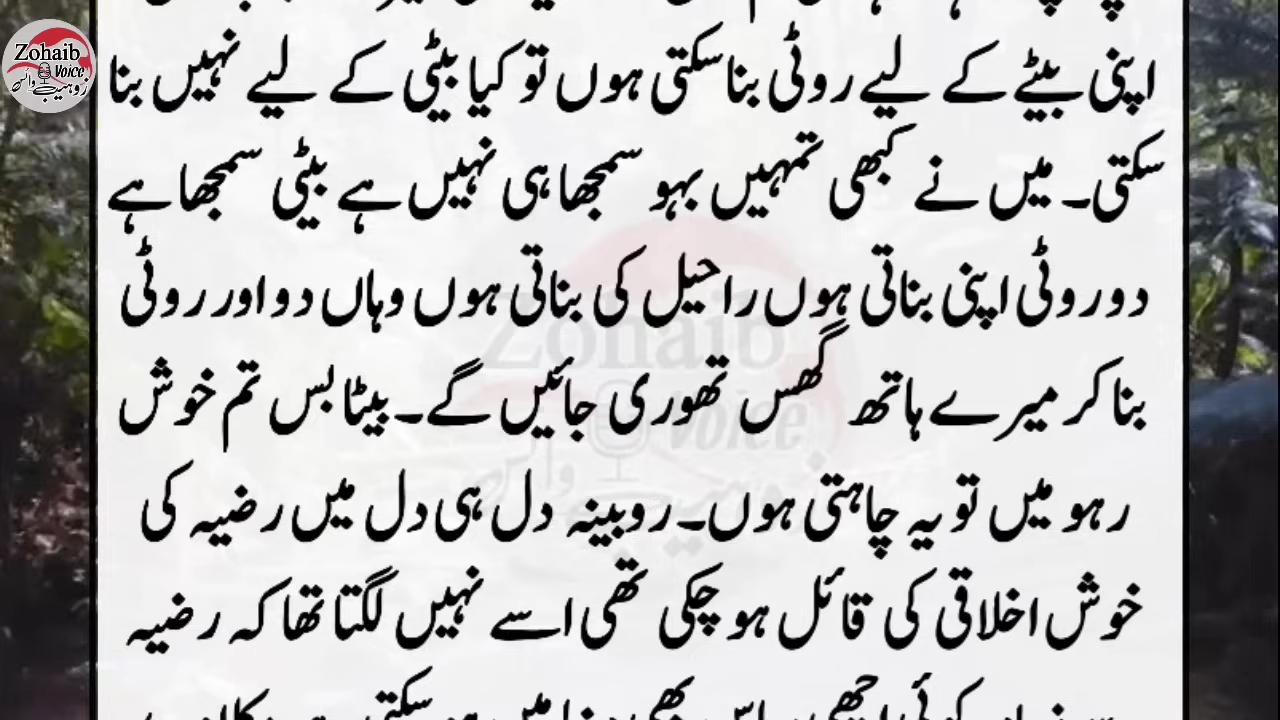 Zohaib
Voice
زوہیب وائس
اپنی بیٹے کے لیے روٹی بنا سکتی ہوں تو کیا بیٹی کے لیے نہیں بنا
سکتی۔ میں نے کبھی تمہیں بہو سمجھا ہی نہیں ہے بیٹی سمجھا ہے
دو روٹی اپنی بناتی ہوں راحیل کی بناتی ہوں وہاں دو اور روٹی
بنا کر میرے ہاتھ گھس تھوری جائیں گے۔ بیٹا بس تم خوش
رہو میں تو یہ چاہتی ہوں۔ روبینہ دل ہی دل میں رضیہ کی
خوش اخلاقی کی قائل ہو چکی تھی اسے نہیں لگتا تھا کہ رضیہ